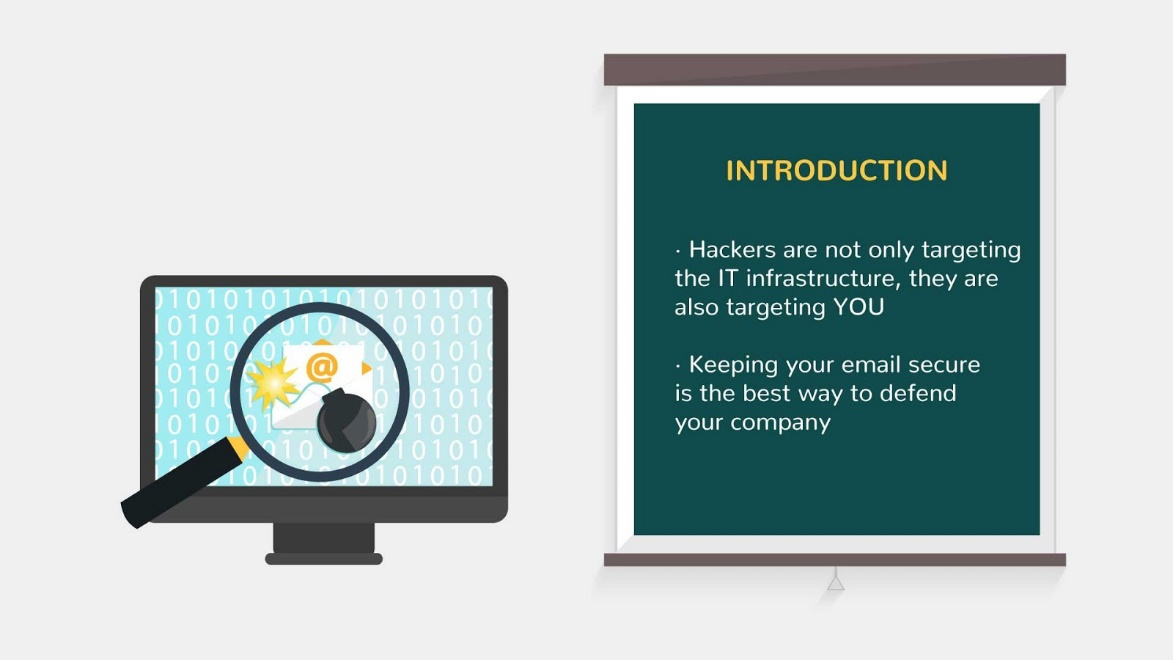 INTRODUCTION
· Hackers are not only targeting
the IT infrastructure, they are
also targeting YOU
· Keeping your email secure
is the best way to defend
your company
@